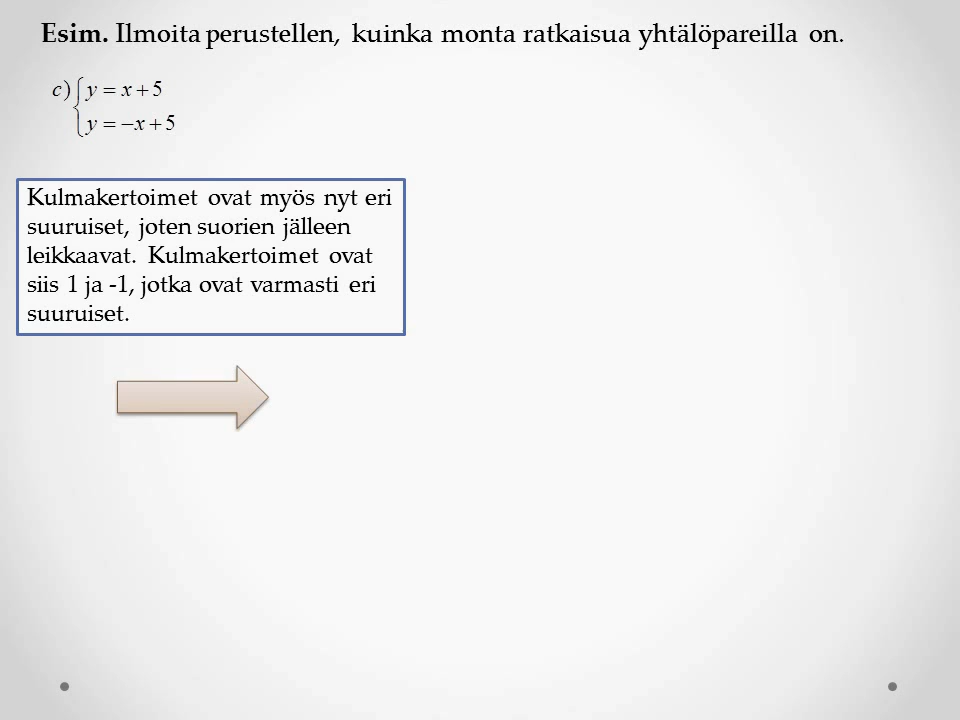 Esim. Ilmoita perustellen, kuinka monta ratkaisua yhtälöpareilla on.
c) { y = x + 5
y = −x + 5
Kulmakertoimet ovat myös nyt eri
suuruiset, joten suorien jälleen
leikkaavat. Kulmakertoimet ovat
siis 1 ja -1, jotka ovat varmasti eri
suuruiset.